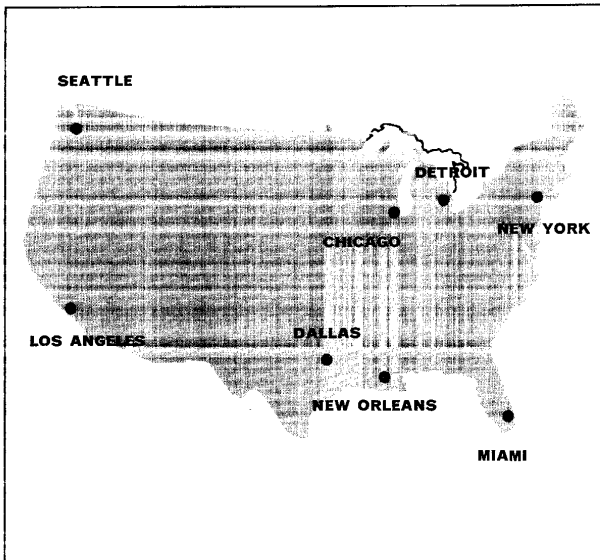 SEATTLE
DETROIT
NEW YORK
CHICAGO
DALLAS
LOS ANGELES
NEW ORLEANS
MIAMI